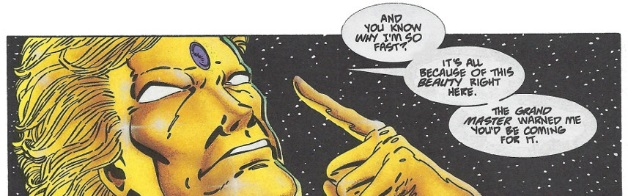 AND
YOU KNOW
WHY I'M SO
FAST?
IT'S ALL
BECAUSE OF THIS
BEAUTY RIGHT
HERE.
THE GRAND
MASTER WARNED ME
YOU'D BE COMING
FOR IT.